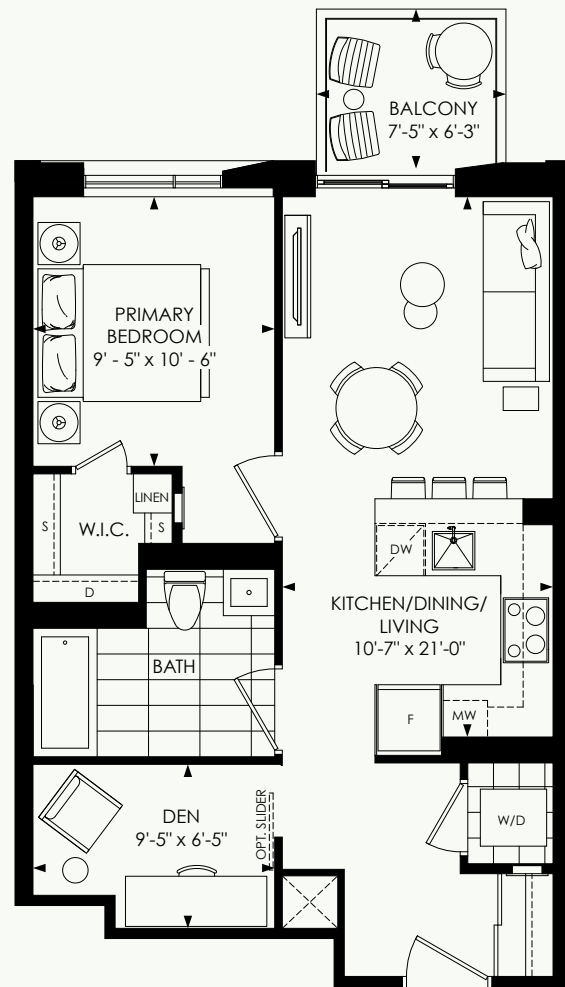 BALCONY
7'-5" x 6'-3"
PRIMARY
BEDROOM
9' - 5" x 10' - 6"
LINEN
S
W.I.C.
S
D
DW
KITCHEN/DINING/
LIVING
10'-7" x 21'-0"
BATH
F
MW
DEN
9'-5" x 6'-5"
OPT. SLIDER
W/D